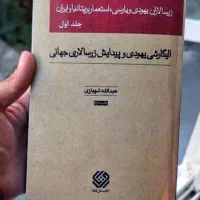 زرسالاران یهودی و پارسی، استعمار بریتانیا و ایران
جلد اول
الیگارشی یهودی و پیدایش زرسالاری جهانی
عبدالله شهبازی